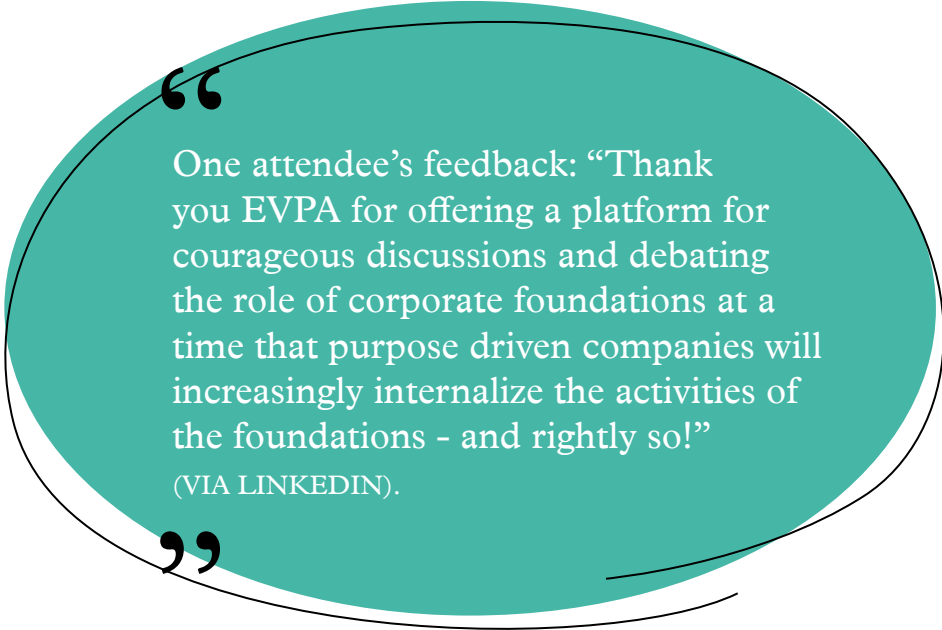 “
One attendee’s feedback: “Thank
you EVPA for offering a platform for
courageous discussions and debating
the role of corporate foundations at a
time that purpose driven companies will
increasingly internalize the activities of
the foundations - and rightly so!”
(VIA LINKEDIN).
”